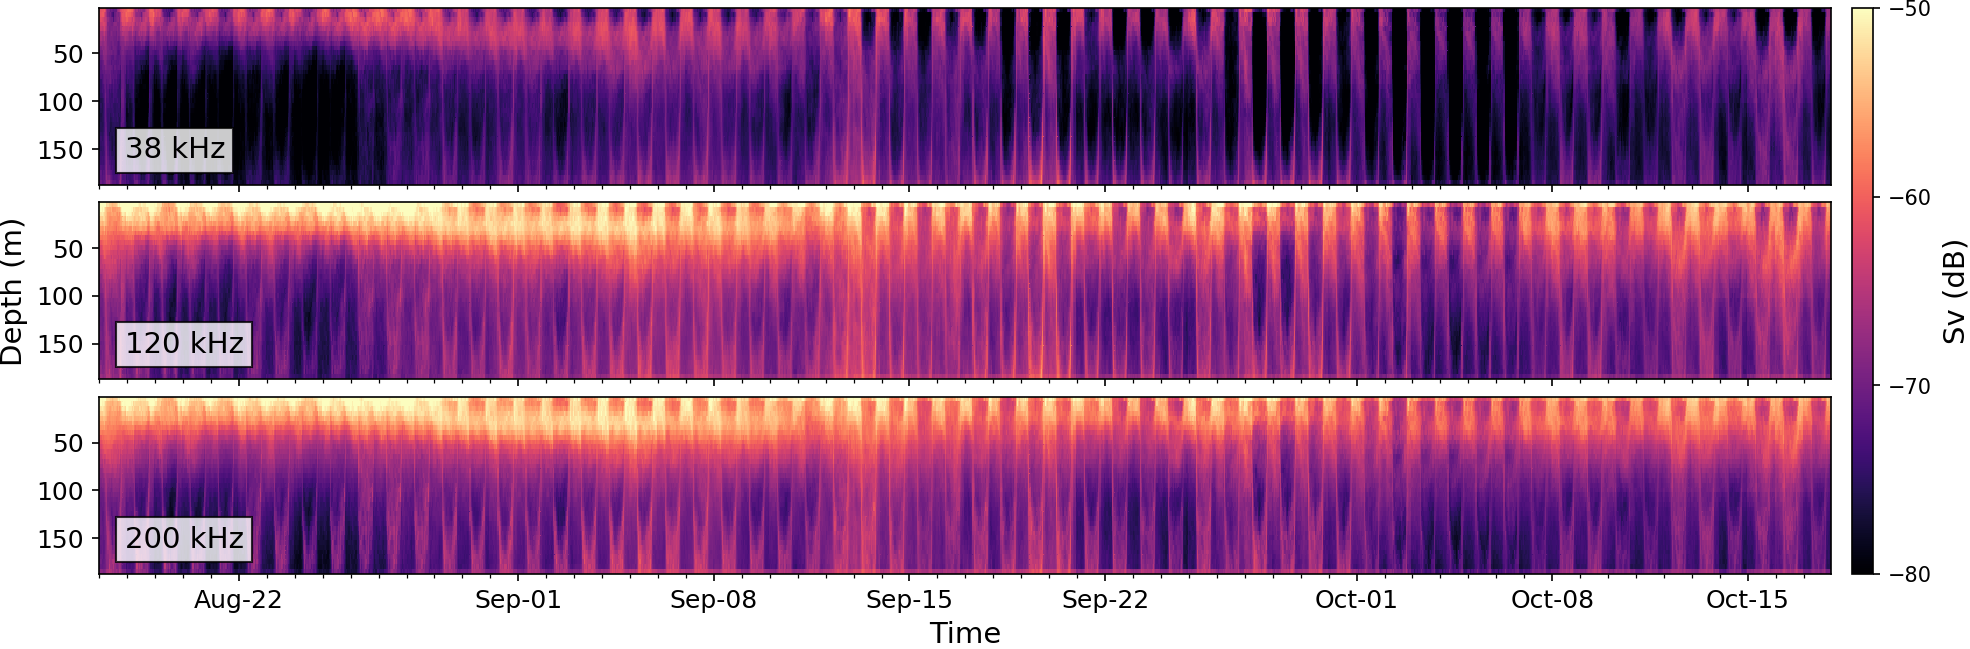 50
100
150
38 kHz
50
100
150
120 kHz
50
100
150
200 kHz
Depth (m)
Aug-22 Sep-01 Sep-08 Sep-15 Sep-22 Oct-01 Oct-08 Oct-15
Time
−50
−60
−70
−80
Sv (dB)